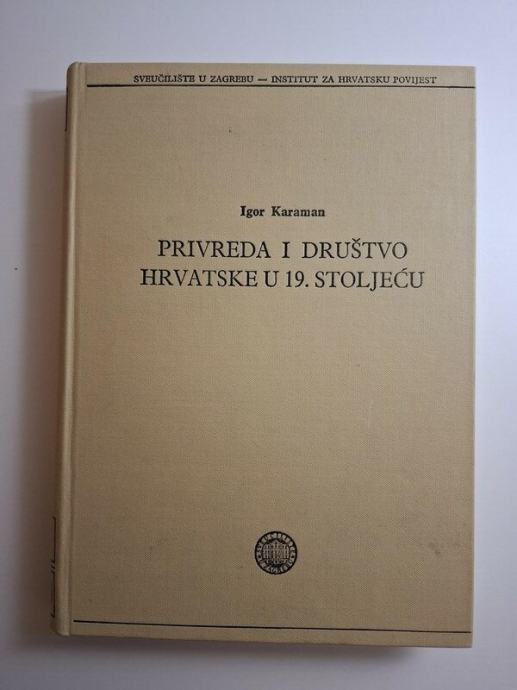 SVEUČILIŠTE U ZAGREBU — INSTITUT ZA HRVATSKU POVIJEST
Igor Karaman
PRIVREDA I DRUŠTVO
HRVATSKE U 19. STOLJEĆU